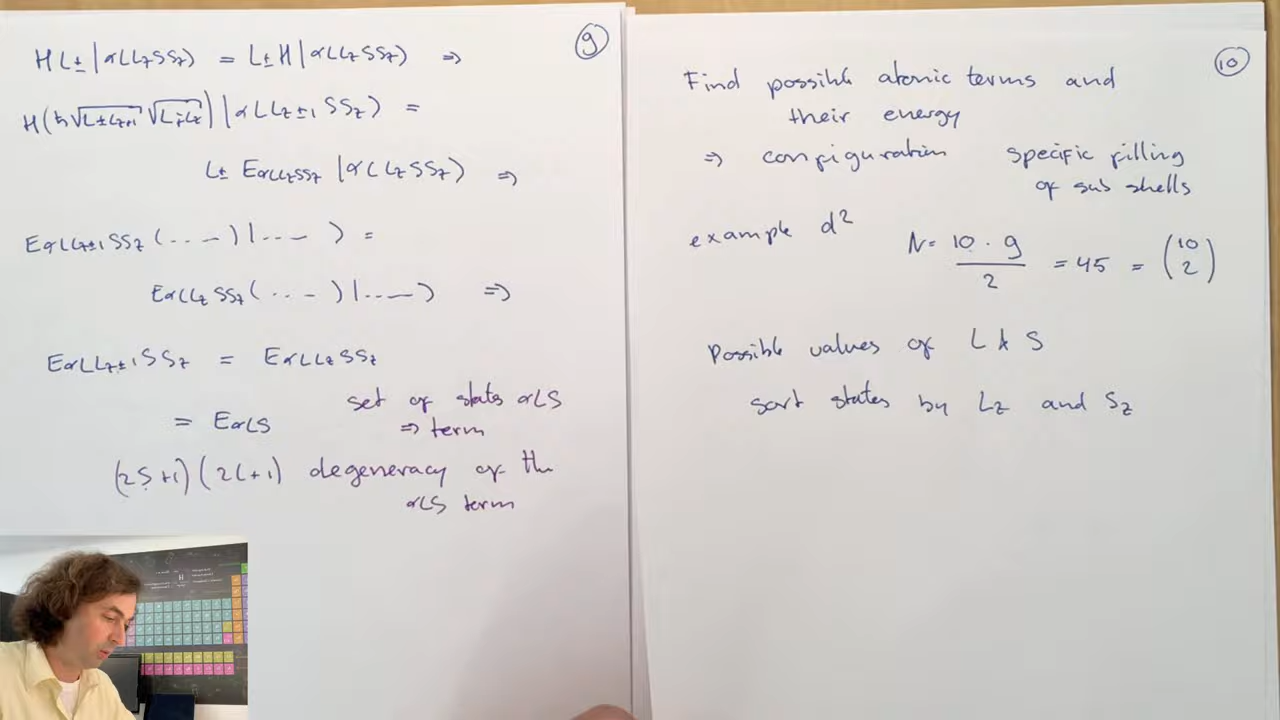 9
H L± |αLLzSSz⟩ = L±H |αLLzSSz⟩ ⇒
H(ħ√L±Lz+1 √L∓Lz) |αLLz±1 SSz⟩ =
L± EαLLzSSz |αLLzSSz⟩ ⇒
EαLLz±1SSz (.... —) |.... ⟩ =
EαLLzSSz (.... —) |.... ⟩ ⇒
EαLLz±1SSz = EαLLzSSz
= EαLS
set of states αLS
⇒ term
(2S+1)(2L+1) degeneracy of the
αLS term
10
Find possible atomic terms and
their energy
⇒ configuration specific filling
of sub shells
example d²
N = 10 · 9 / 2 = 45 = (10 2)
Possible values of L & S
sort states by Lz and Sz